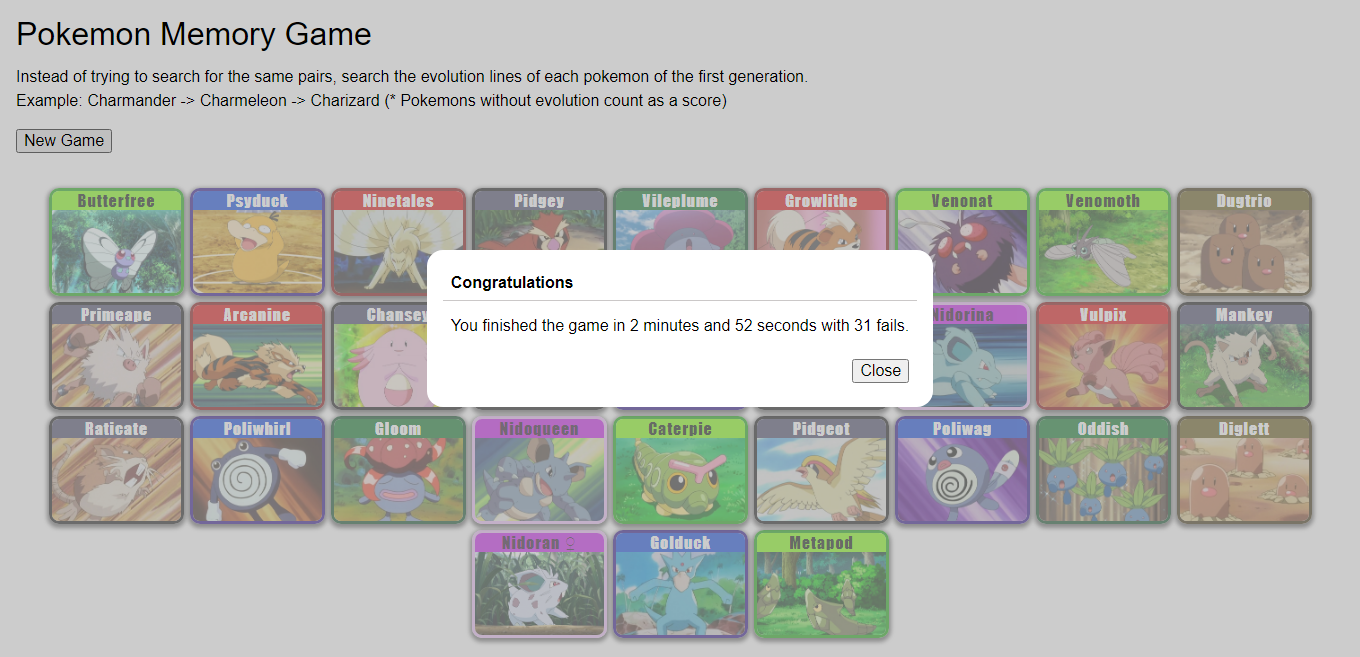 Pokemon Memory Game
Instead of trying to search for the same pairs, search the evolution lines of each pokemon of the first generation.
Example: Charmander -> Charmeleon -> Charizard (* Pokemons without evolution count as a score)
New Game
Butterfree Psyduck Ninetales Pidgey Vileplume Growlithe Venonat Venomoth Dugtrio
Congratulations
You finished the game in 2 minutes and 52 seconds with 31 fails.
Close
Primeape Arcanine Chansey Nidorina Vulpix Mankey
Raticate Poliwhirl Gloom Nidoqueen Caterpie Pidgeot Poliwag Oddish Diglett
Nidoran ♀ Golduck Metapod